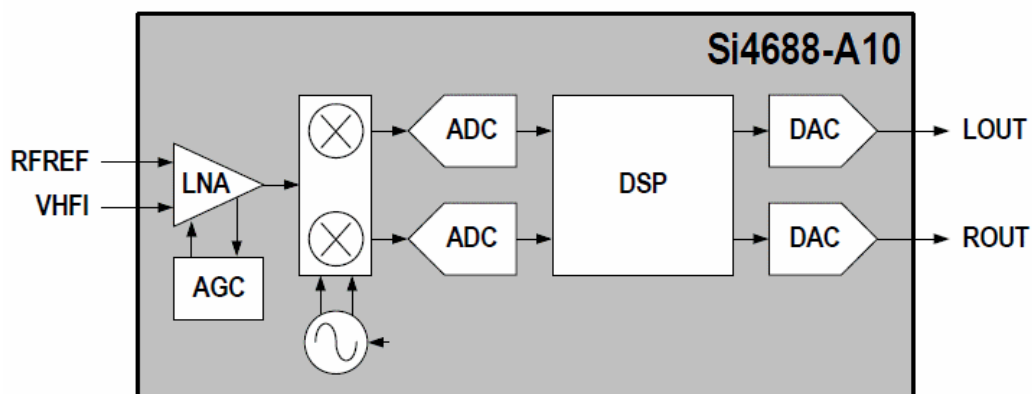 Si4688-A10
RFREF
VHFI
LNA
AGC
ADC
ADC
DSP
DAC
DAC
LOUT
ROUT